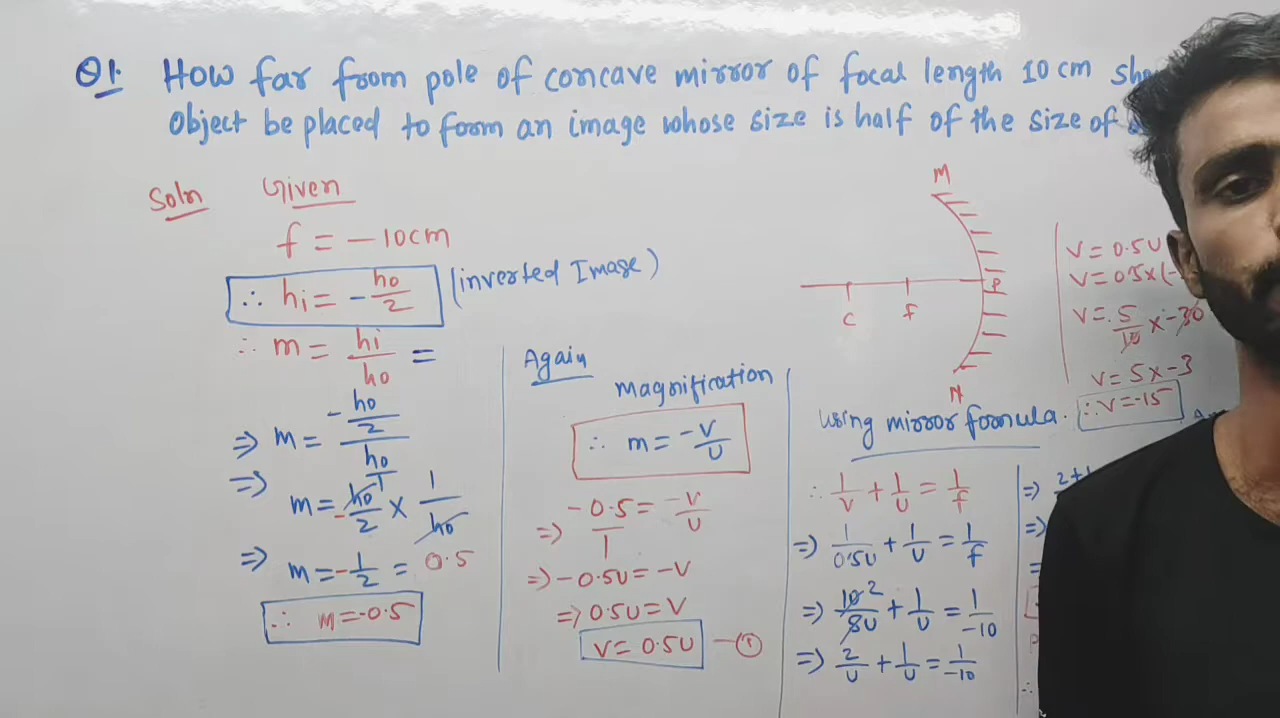 Q1. How far from pole of concave mirror of focal length 10 cm
Object be placed to form an image whose size is half of the size of
Soln Given
f = -10cm
∴ hi = -ho/2 (inverted Image)
∴ m = hi/ho =
⇒ m = (-ho/2)/(ho/1)
⇒ m = -ho/2 × 1/ho
⇒ m = -1/2 = 0.5
∴ m = -0.5
Again
magnification
∴ m = -v/u
⇒ -0.5/1 = -v/u
⇒ -0.5u = -v
⇒ 0.5u = v
v = 0.5u —①
M
C F P
N
using mirror formula.
∴ 1/v + 1/u = 1/f
⇒ 1/0.5u + 1/u = 1/f
⇒ 10 2/5u + 1/u = 1/-10
⇒ 2/u + 1/u = 1/-10
v = 0.5u
v = 0.5×(-
v = 5/10 × -30
v = 5 × -3
∴ v = -15
⇒ 2+1
⇒